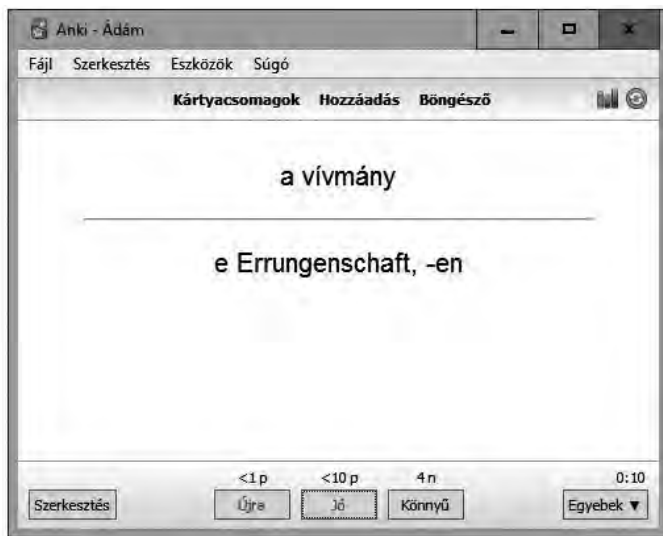 Anki - Ádám
Fájl Szerkesztés Eszközök Súgó
Kártyacsomagok Hozzáadás Böngésző
a vívmány
e Errungenschaft, -en
<1 p <10 p 4 n 0:10
Szerkesztés Újra Jó Könnyű Egyebek ▼